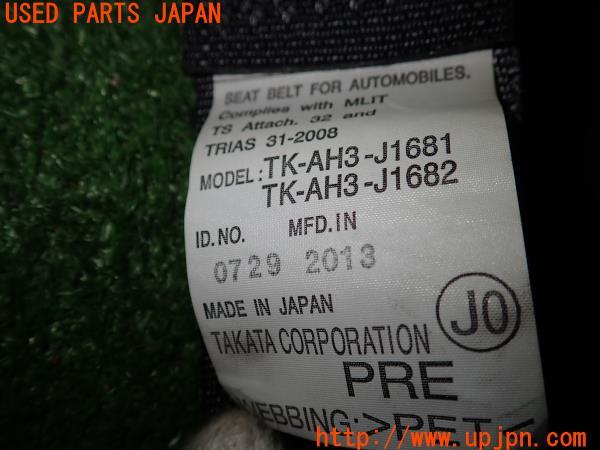 USED PARTS JAPAN
SEAT BELT FOR AUTOMOBILES.
Complies with MLIT
TS Attach. 32 and
TRIAS 31-2008
MODEL: TK-AH3-J1681
TK-AH3-J1682
ID.NO. MFD.IN
0729 2013
MADE IN JAPAN
TAKATA CORPORATION
J0
PRE
WEBBING:>PET<
http://www.upjpn.com